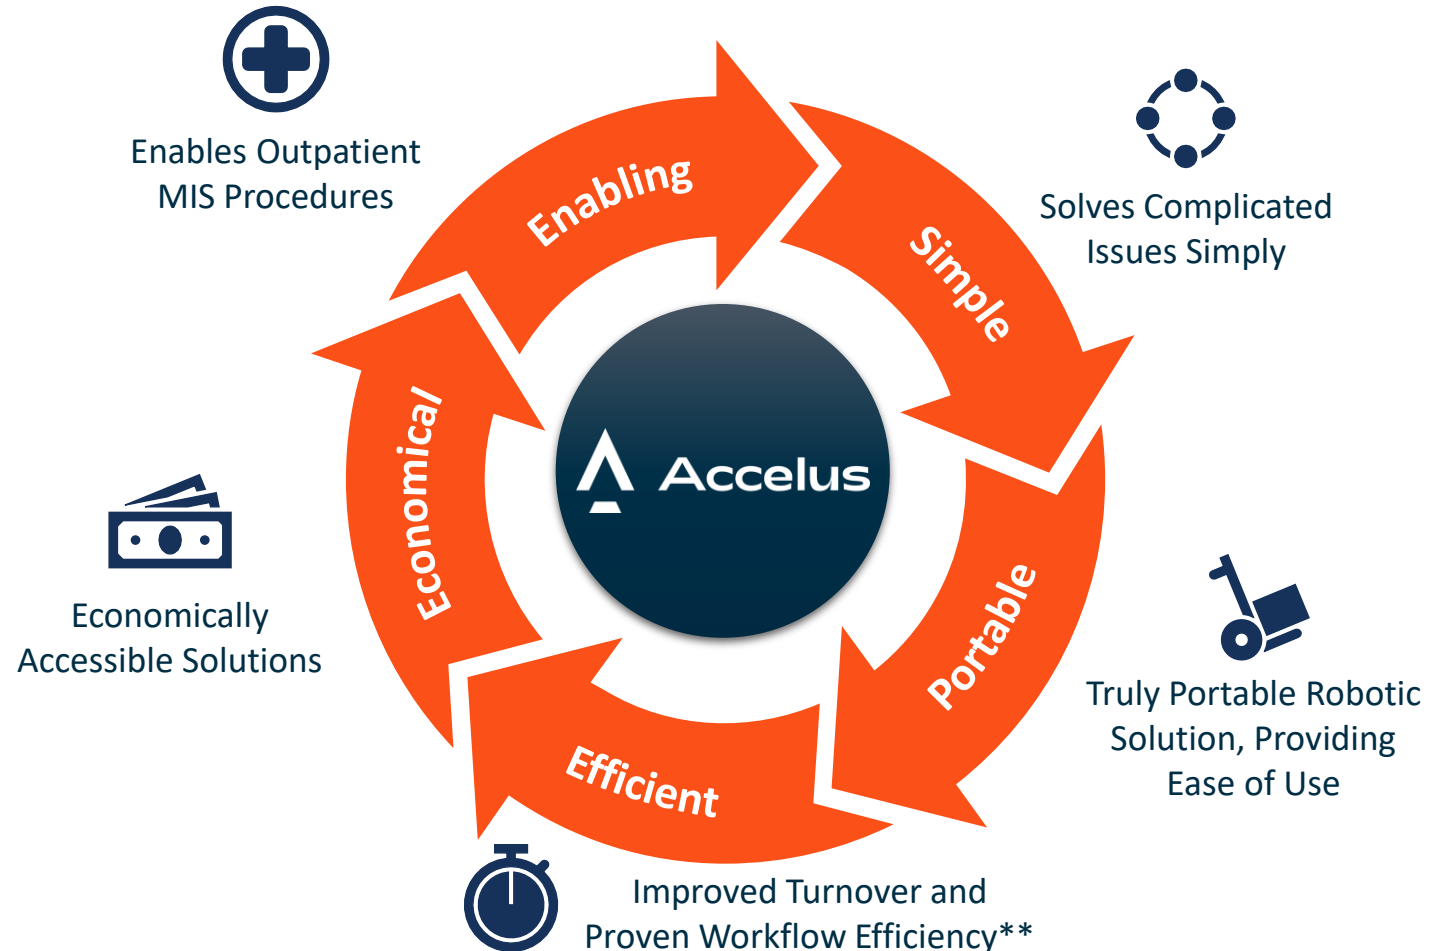 Enables Outpatient
MIS Procedures
Enabling
Simple
Solves Complicated
Issues Simply
Accelus
Economical
Portable
Economically
Accessible Solutions
Truly Portable Robotic
Solution, Providing
Ease of Use
Efficient
Improved Turnover and
Proven Workflow Efficiency**